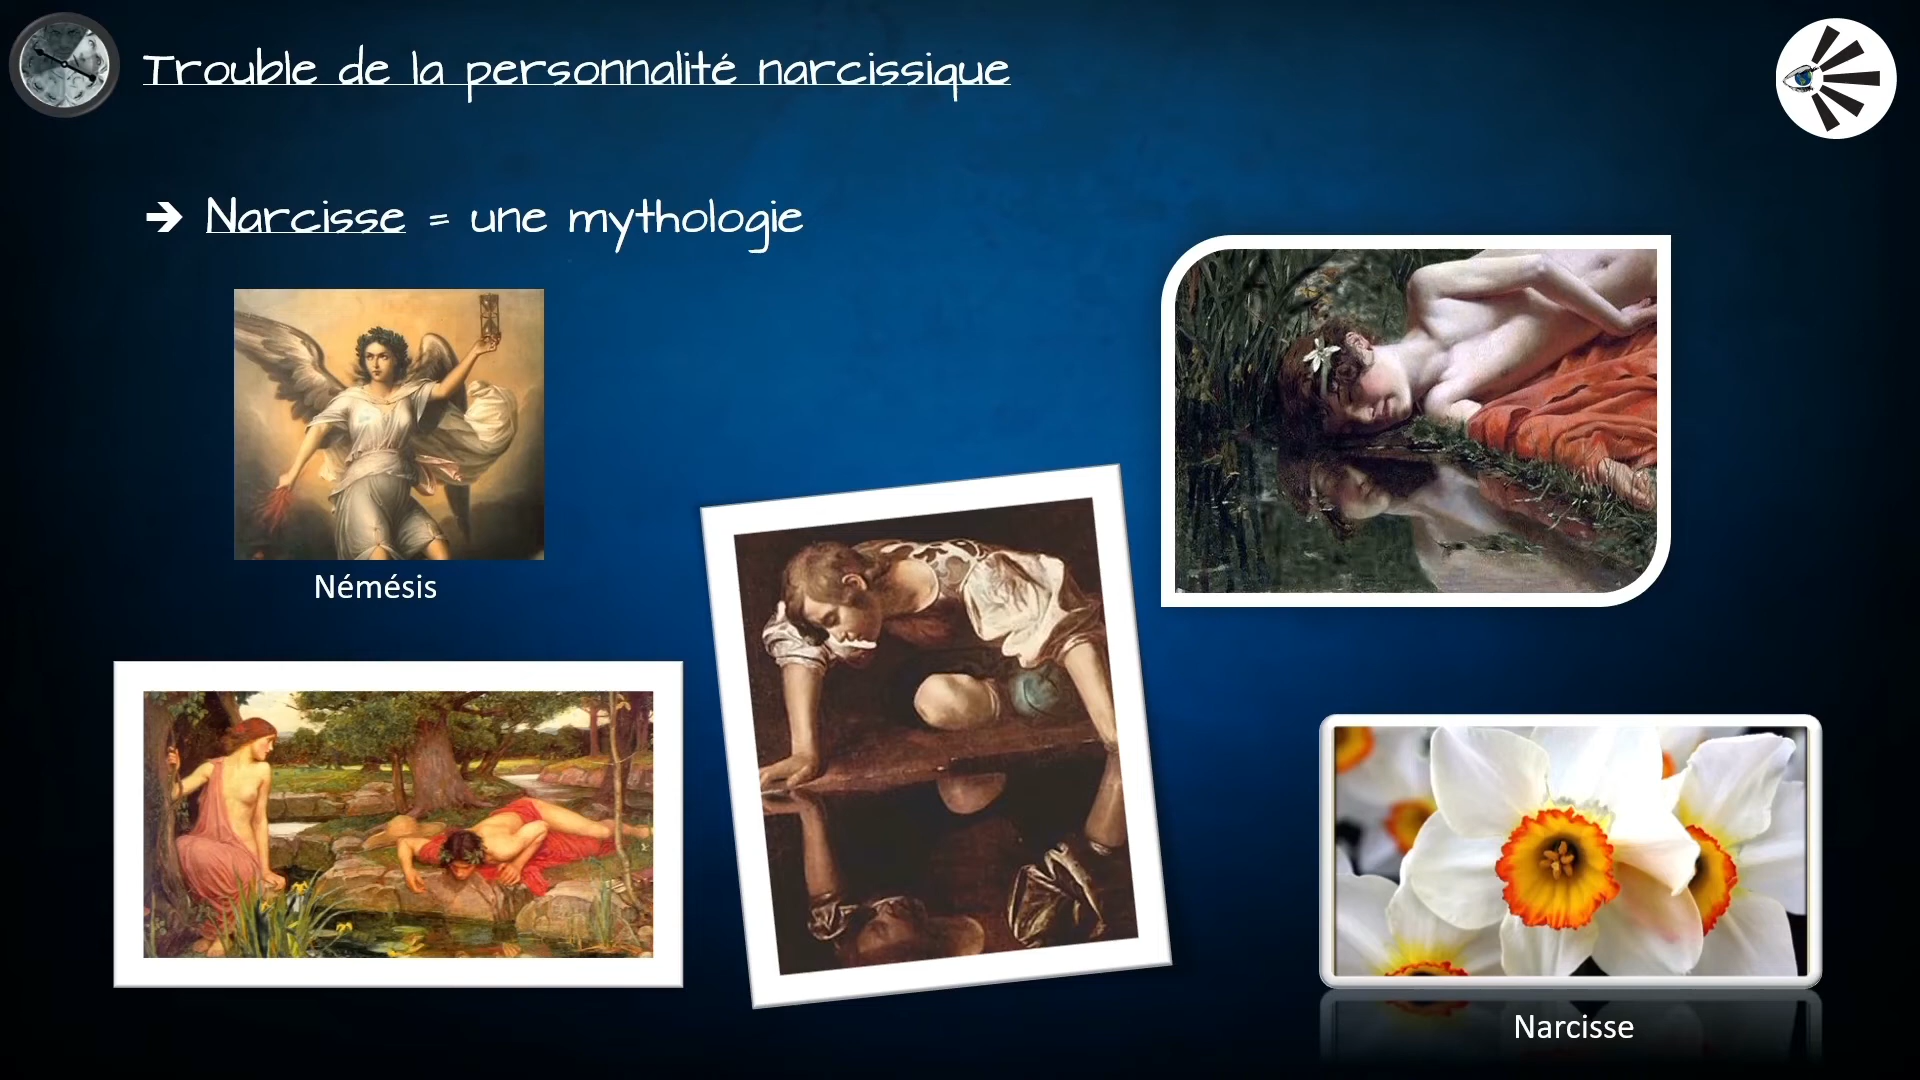 Trouble de la personnalité narcissique
➔ Narcisse = une mythologie
Némésis
Narcisse